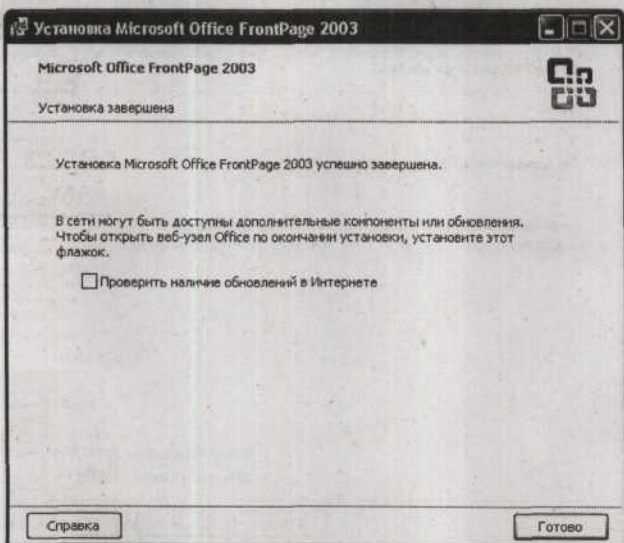 Установка Microsoft Office FrontPage 2003
Microsoft Office FrontPage 2003
Установка завершена
Установка Microsoft Office FrontPage 2003 успешно завершена.
В сети могут быть доступны дополнительные компоненты или обновления.
Чтобы открыть веб-узел Office по окончании установки, установите этот
флажок.
Проверить наличие обновлений в Интернете
Справка
Готово